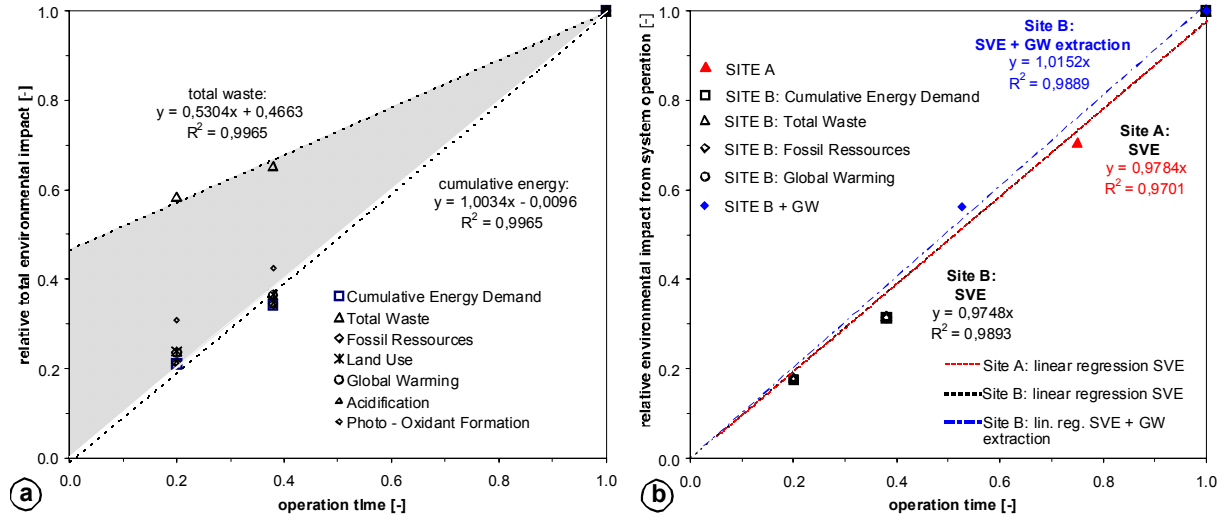 relative total environmental impact [-]
1.0
0.8
0.6
0.4
0.2
0.0
total waste:
y = 0,5304x + 0,4663
R² = 0,9965
cumulative energy:
y = 1,0034x - 0,0096
R² = 0,9965
Cumulative Energy Demand
Total Waste
Fossil Ressources
Land Use
Global Warming
Acidification
Photo - Oxidant Formation
0.0
0.2
0.4
0.6
0.8
1.0
operation tIme [-]
a
relative environmental impact from system operation [-]
1.0
0.8
0.6
0.4
0.2
0.0
SITE A
SITE B: Cumulative Energy Demand
SITE B: Total Waste
SITE B: Fossil Ressources
SITE B: Global Warming
SITE B + GW
Site B:
SVE + GW extraction
y = 1,0152x
R² = 0,9889
Site A:
SVE
y = 0,9784x
R² = 0,9701
Site B:
SVE
y = 0,9748x
R² = 0,9893
Site A: linear regression SVE
Site B: linear regression SVE
Site B: lin. reg. SVE + GW
extraction
0.0
0.2
0.4
0.6
0.8
1.0
operation time [-]
b